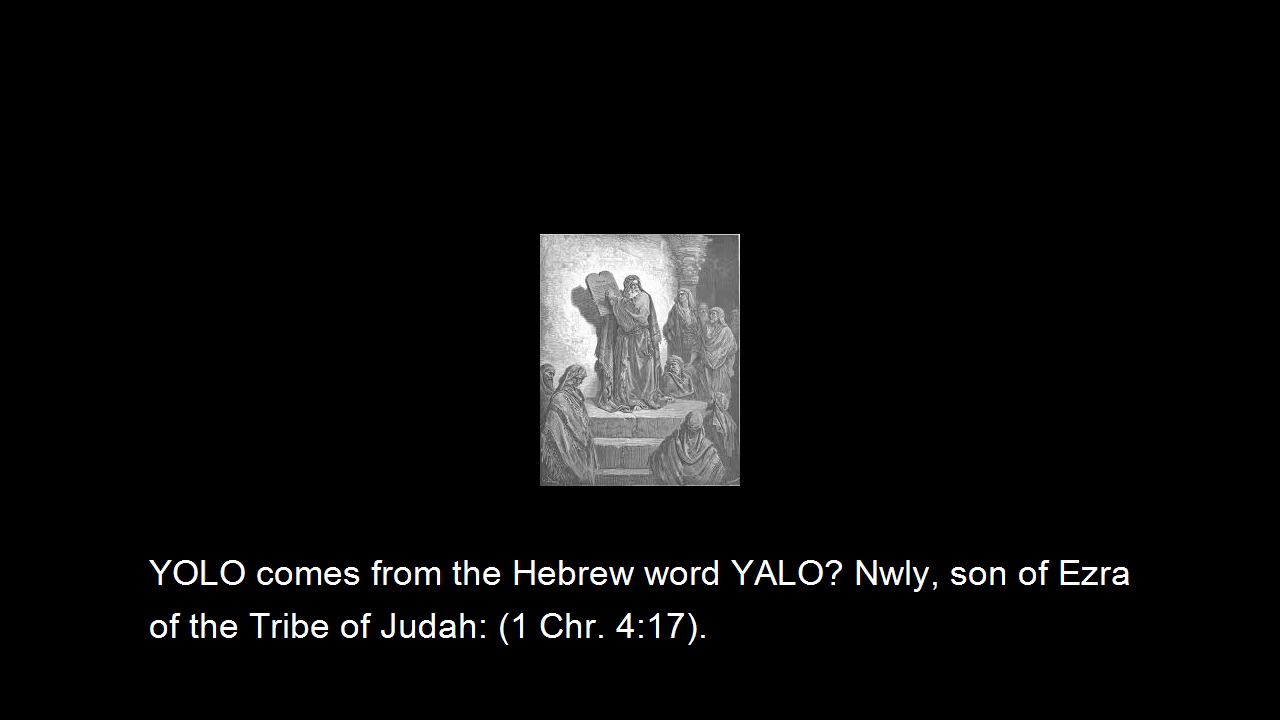 YOLO comes from the Hebrew word YALO? Nwly, son of Ezra
of the Tribe of Judah: (1 Chr. 4:17).